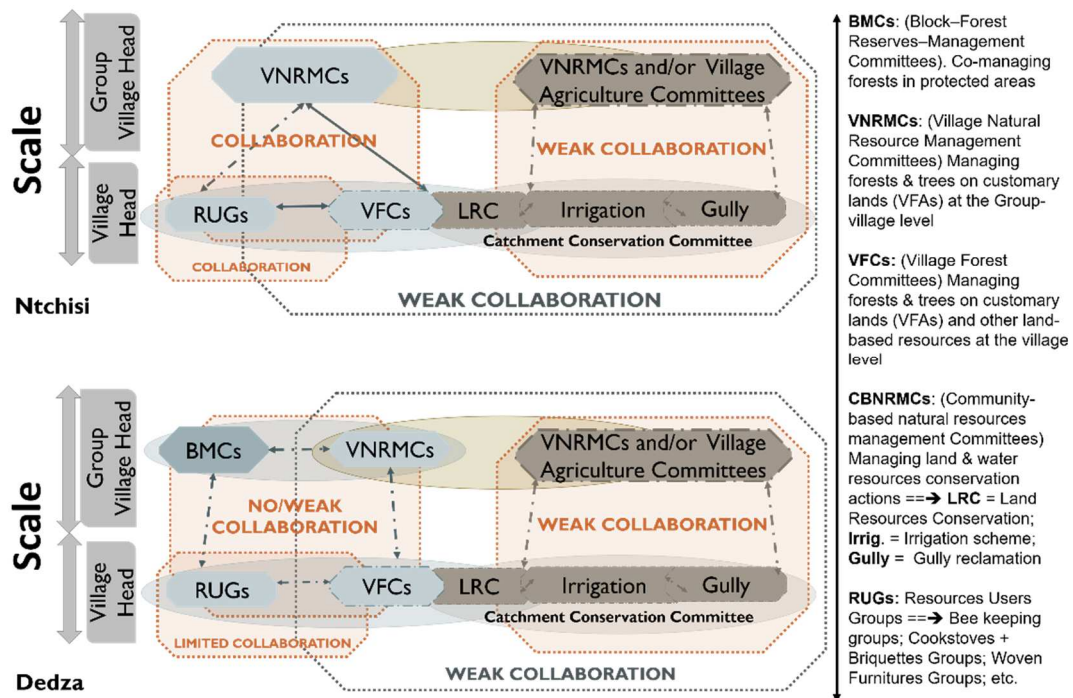 Scale
Group
Village Head
Village
Head
VNRMCs
VNRMCs and/or Village
Agriculture Committees
COLLABORATION
WEAK COLLABORATION
RUGs
VFCs
LRC
Irrigation
Gully
Catchment Conservation Committee
COLLABORATION
WEAK COLLABORATION
Ntchisi
Scale
Group
Village Head
Village
Head
BMCs
VNRMCs
VNRMCs and/or Village
Agriculture Committees
NO/WEAK
COLLABORATION
WEAK COLLABORATION
RUGs
VFCs
LRC
Irrigation
Gully
Catchment Conservation Committee
LIMITED COLLABORATION
WEAK COLLABORATION
Dedza
BMCs: (Block–Forest
Reserves–Management
Committees). Co-managing
forests in protected areas
VNRMCs: (Village Natural
Resource Management
Committees) Managing
forests & trees on customary
lands (VFAs) at the Group-
village level
VFCs: (Village Forest
Committees) Managing
forests & trees on customary
lands (VFAs) and other land-
based resources at the village
level
CBNRMCs: (Community-
based natural resources
management Committees)
Managing land & water
resources conservation
actions ==➔ LRC = Land
Resources Conservation;
Irrig. = Irrigation scheme;
Gully = Gully reclamation
RUGs: Resources Users
Groups ==➔ Bee keeping
groups; Cookstoves +
Briquettes Groups; Woven
Furnitures Groups; etc.